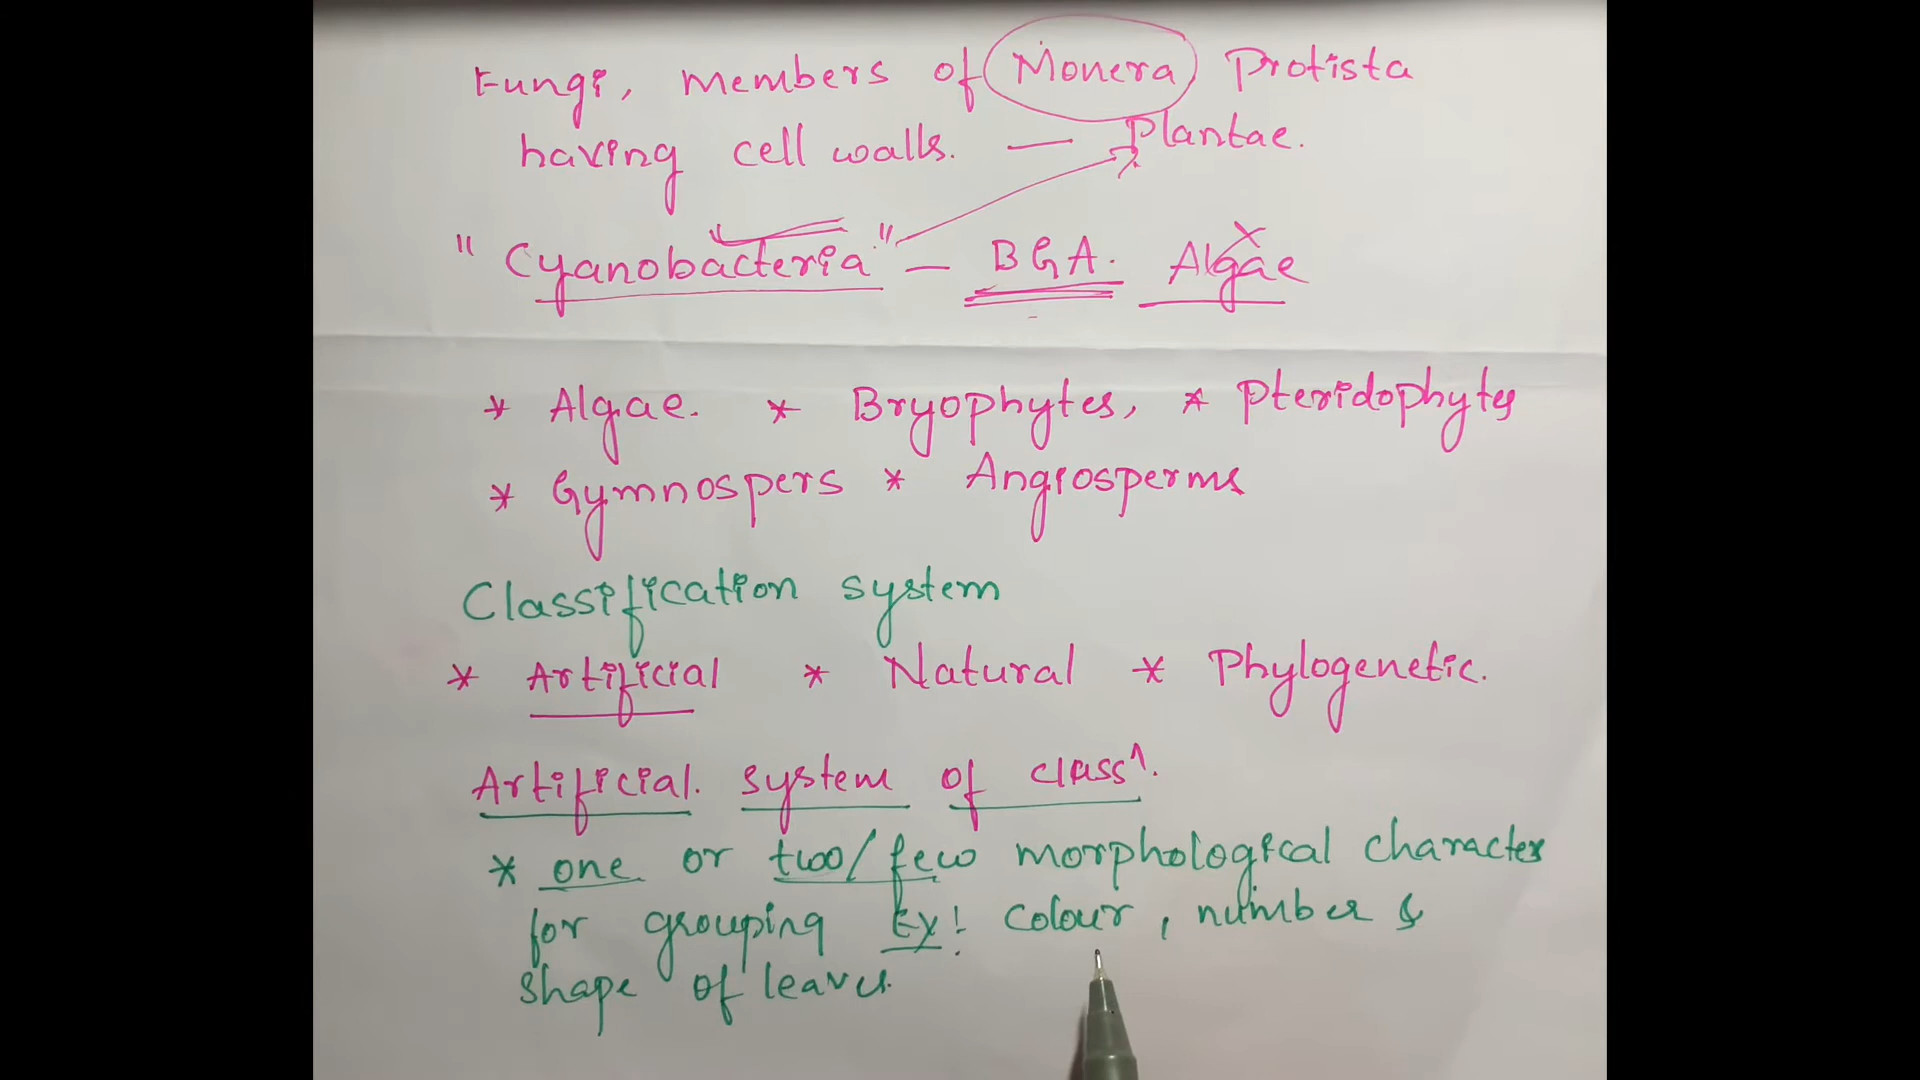 Fungi, members of Monera, Protista
having cell walls. — Plantae.
"Cyanobacteria" — BGA. Algae
* Algae. * Bryophytes, * Pteridophytes
* Gymnospers * Angiosperms
Classification system
* Artificial * Natural * Phylogenetic.
Artificial. system of class^.
* one or two/few morphological character
for grouping Ex: colour, number &
shape of leaves.